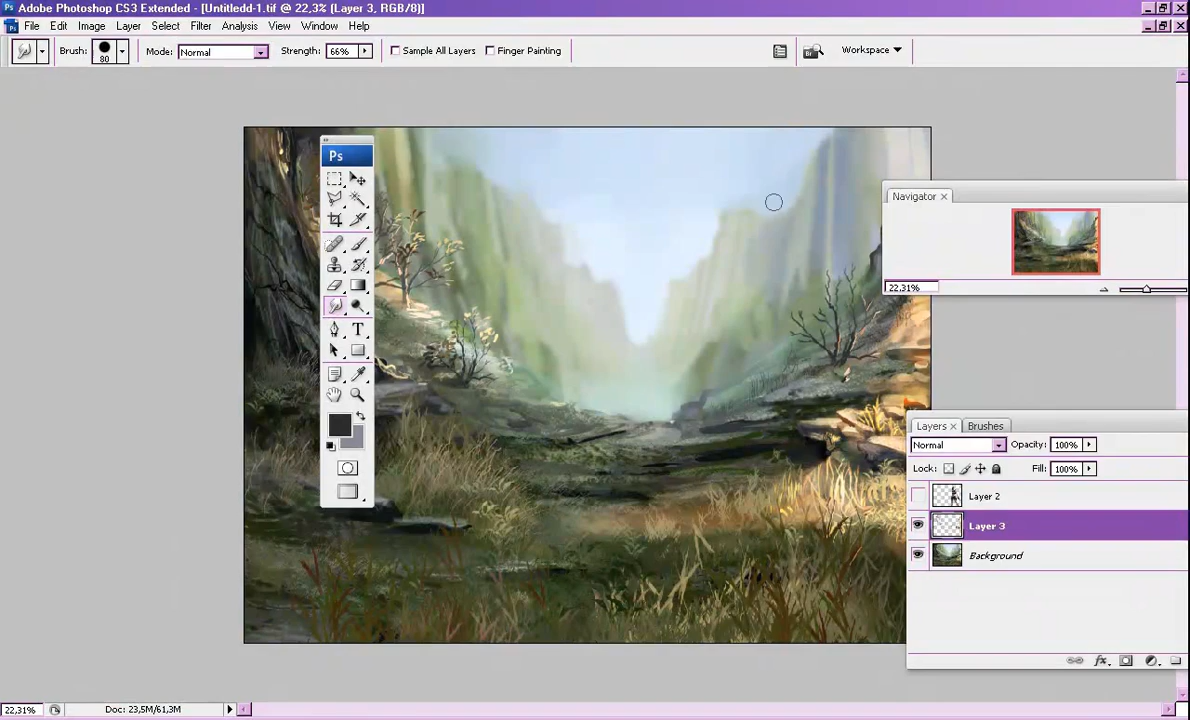 Adobe Photoshop CS3 Extended - [Untitledd-1.tif @ 22,3% (Layer 3, RGB/8)]
File Edit Image Layer Select Filter Analysis View Window Help
Brush: 80 Mode: Normal Strength: 66% Sample All Layers Finger Painting Workspace
Ps
Navigator
22,31%
Layers Brushes
Normal Opacity: 100%
Lock: Fill: 100%
Layer 2
Layer 3
Background
22,31% Doc: 23,5M/61,3M